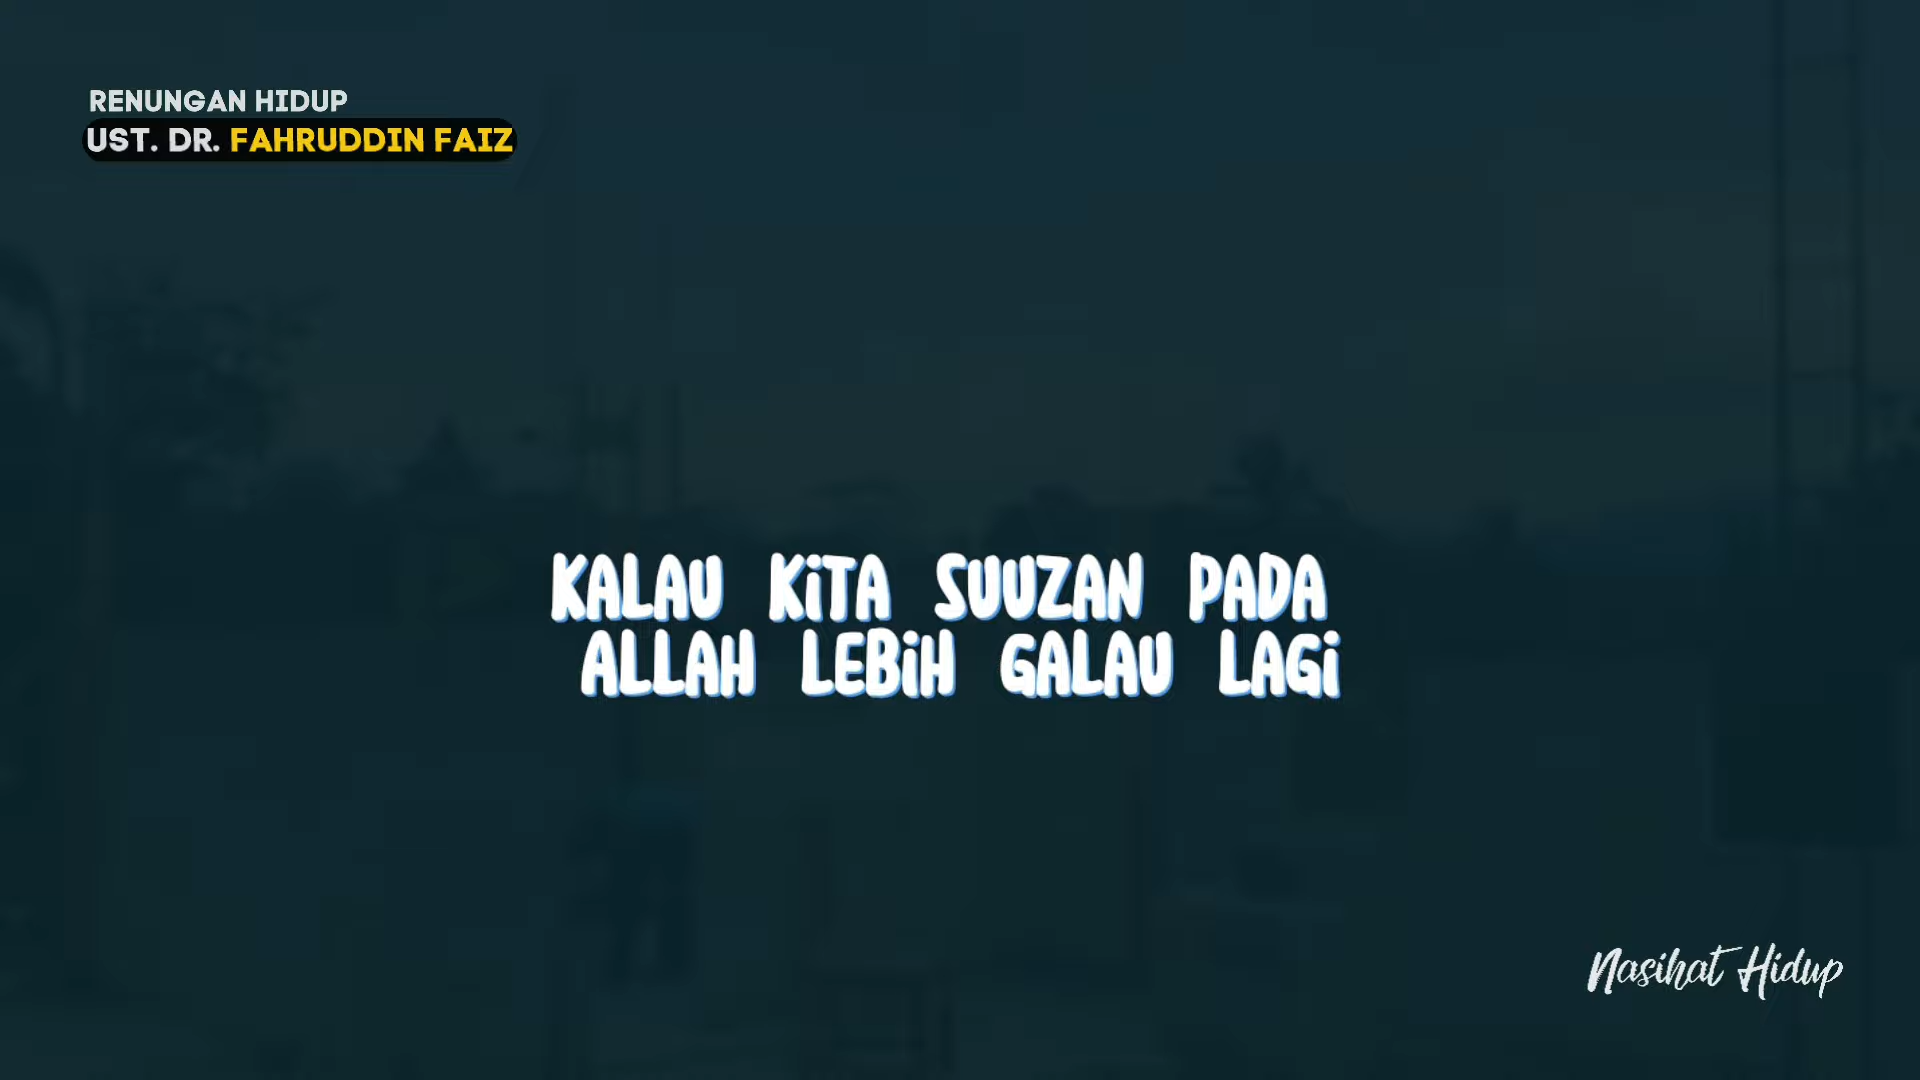 RENUNGAN HIDUP
UST. DR. FAHRUDDIN FAIZ
KALAU KiTA SUUZAN PADA
ALLAH LEBiH GALAU LAGi
Nasihat Hidup